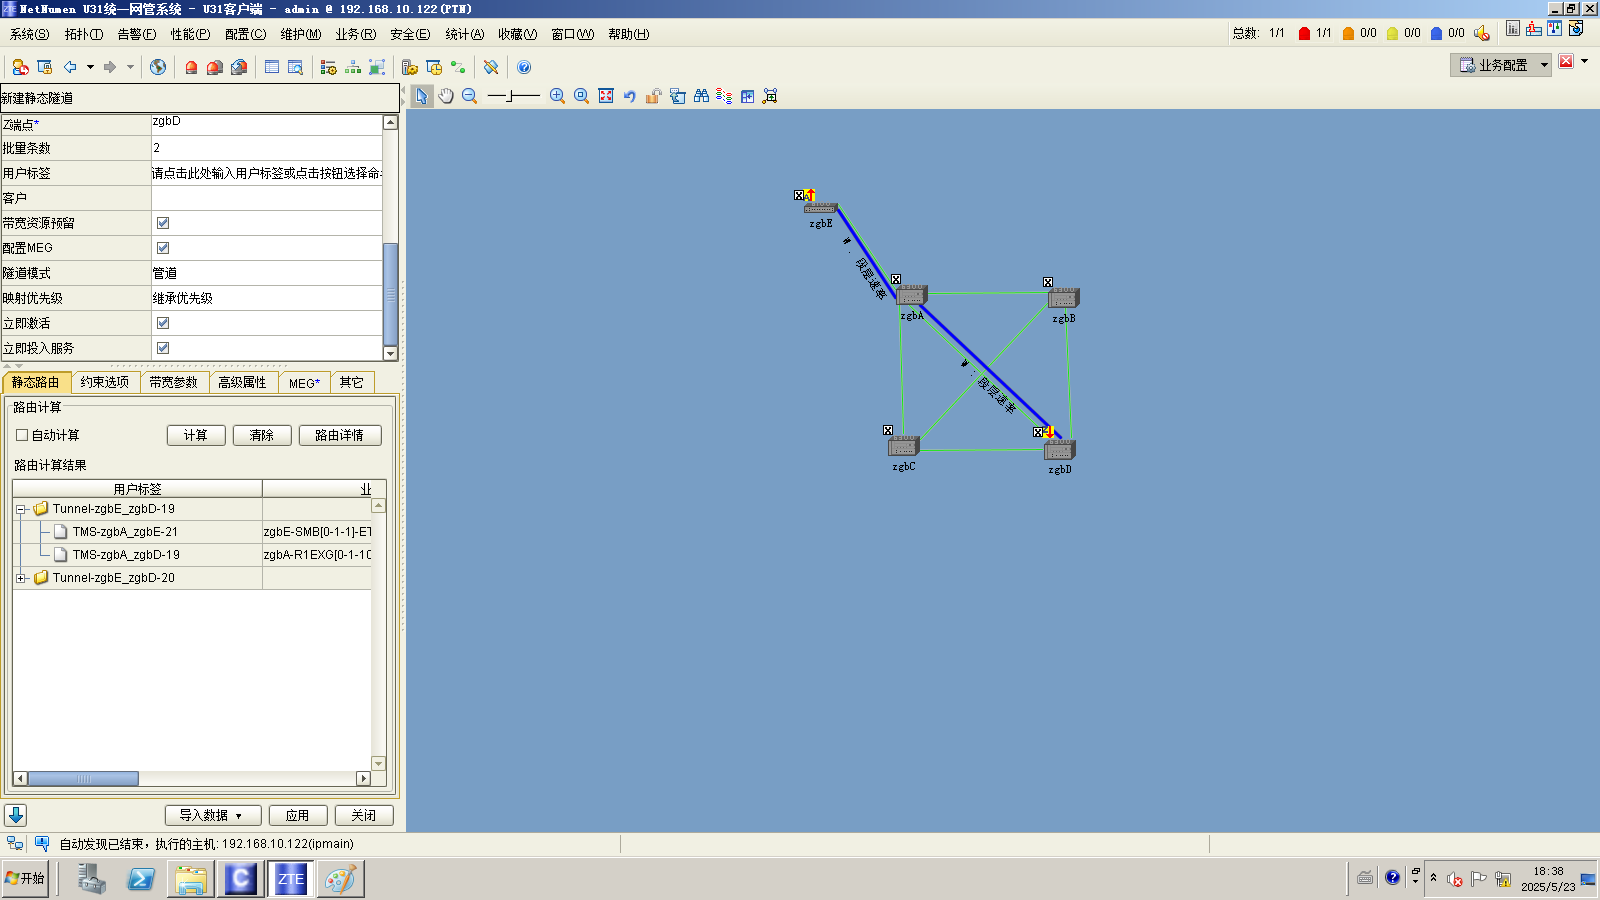 NetNumen U31统一网管系统 - U31客户端 - admin @ 192.168.10.122(PTN)
系统(S) 拓扑(T) 告警(F) 性能(P) 配置(C) 维护(M) 业务(R) 安全(E) 统计(A) 收藏(V) 窗口(W) 帮助(H)
总数: 1/1 1/1 0/0 0/0 0/0
业务配置
新建静态隧道
Z端点* zgbD
批量条数 2
用户标签 请点击此处输入用户标签或点击按钮选择命
客户
带宽资源预留
配置MEG
隧道模式 管道
映射优先级 继承优先级
立即激活
立即投入服务
静态路由 约束选项 带宽参数 高级属性 MEG* 其它
路由计算
自动计算 计算 清除 路由详情
路由计算结果
用户标签 业
Tunnel-zgbE_zgbD-19
TMS-zgbA_zgbE-21 zgbE-SMB[0-1-1]-ET
TMS-zgbA_zgbD-19 zgbA-R1EXG[0-1-10
Tunnel-zgbE_zgbD-20
导入数据 应用 关闭
zgbE
W : 段层速率
zgbA
zgbB
W : 段层速率
zgbC
zgbD
自动发现已结束，执行的主机: 192.168.10.122(ipmain)
开始
ZTE
18:38
2025/5/23